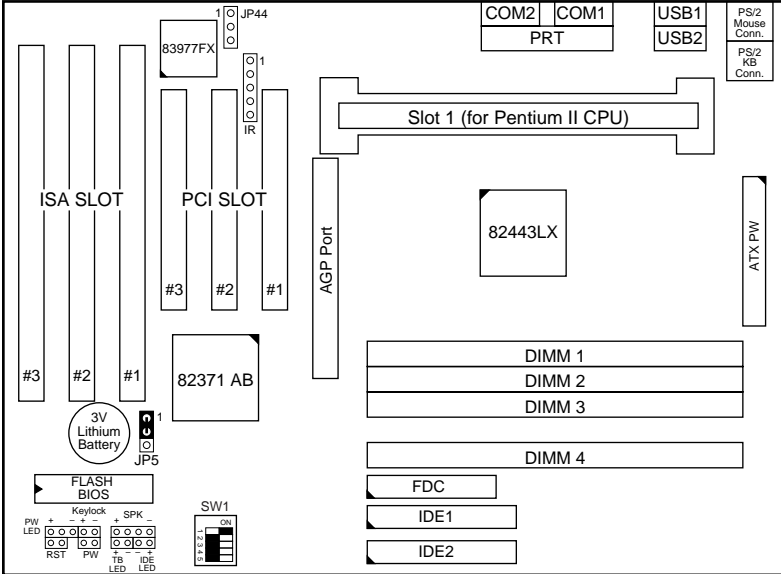 1 JP44
COM2 COM1
USB1
PS/2
Mouse
Conn.
83977FX
PRT
USB2
PS/2
KB
Conn.
1
IR
Slot 1 (for Pentium II CPU)
ISA SLOT
PCI SLOT
AGP Port
82443LX
ATX PW
#3 #2 #1
82371 AB
DIMM 1
DIMM 2
DIMM 3
#3 #2 #1
3V
Lithium
Battery
1
JP5
DIMM 4
FLASH
BIOS
FDC
IDE1
IDE2
SW1
ON
1 2 3 4 5
Keylock SPK
PW
LED
+ − + − + −
RST PW
+ − − +
TB
LED
IDE
LED